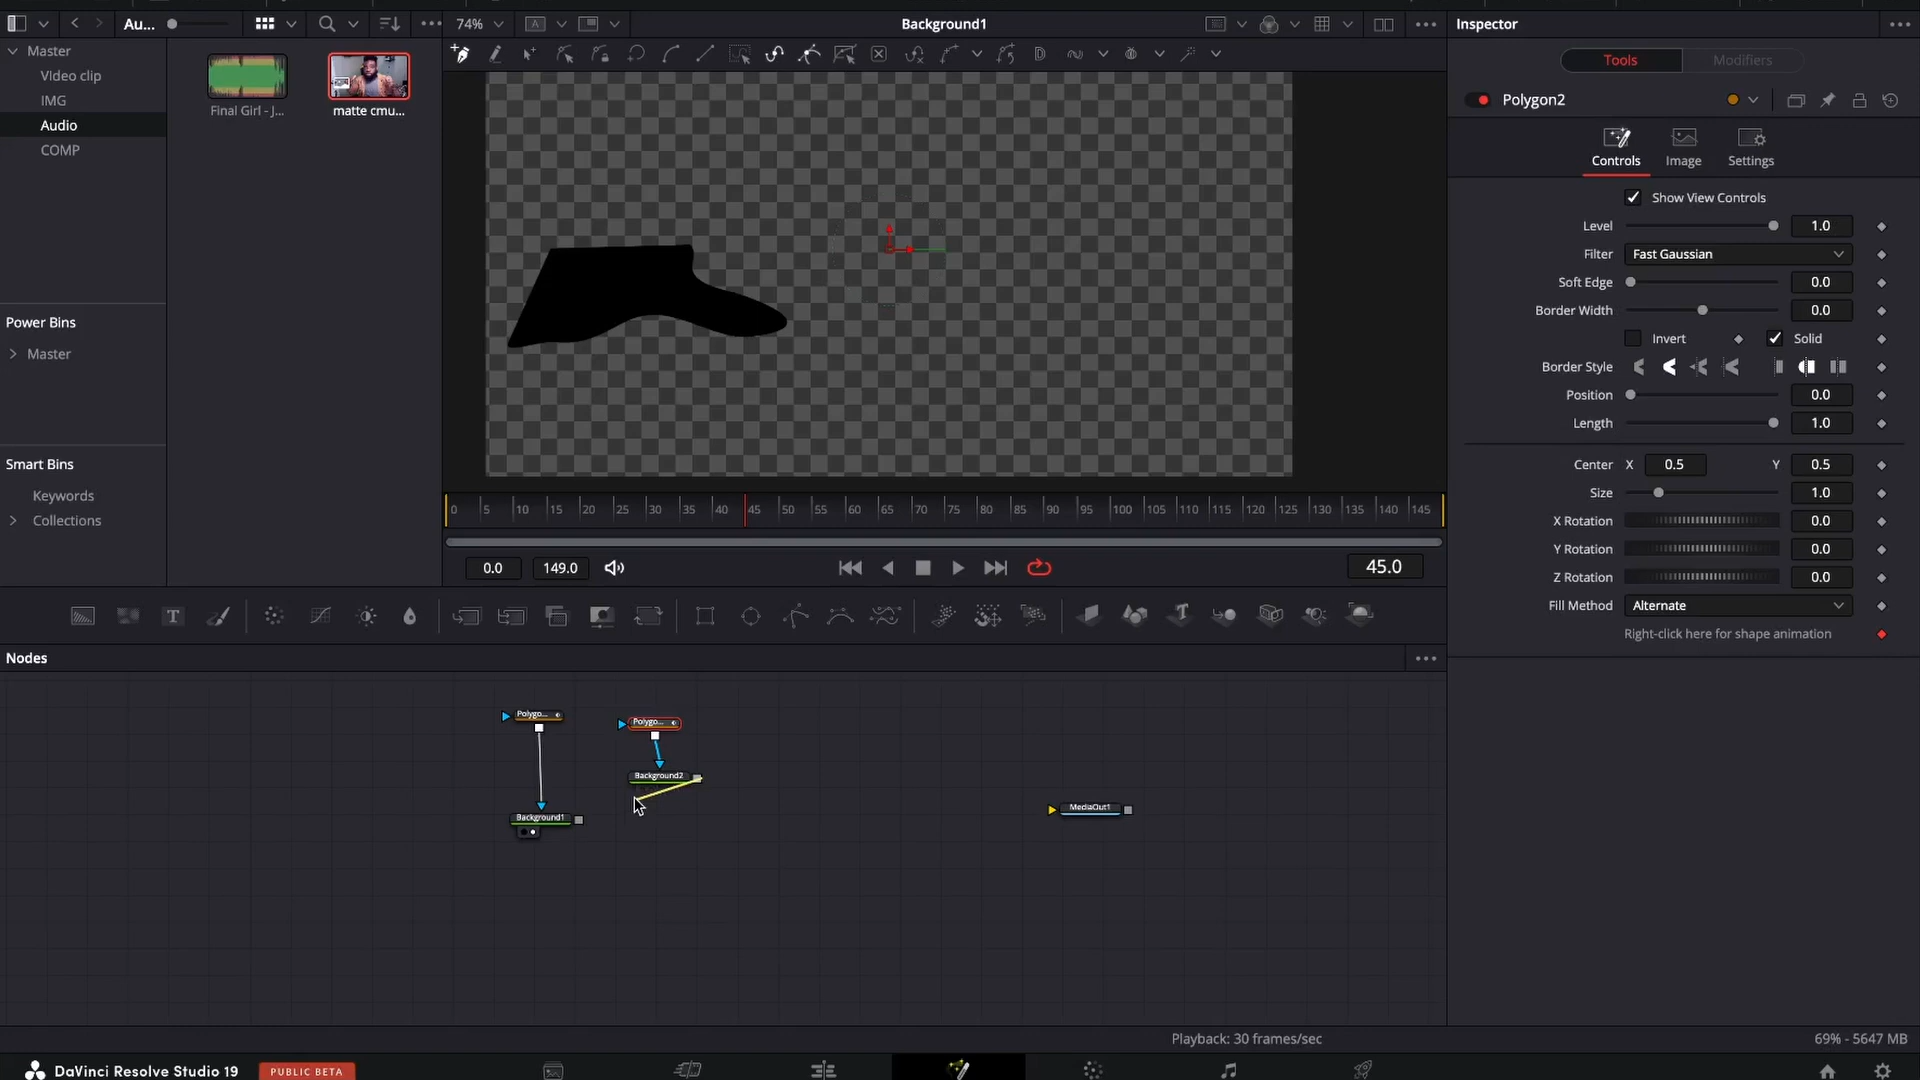 Au...
74%
A
Background1
Inspector
Master
Video clip
IMG
Audio
COMP
Final Girl - J...
matte cmu...
Tools
Modifiers
Polygon2
Controls
Image
Settings
Show View Controls
Level 1.0
Filter Fast Gaussian
Soft Edge 0.0
Border Width 0.0
Invert Solid
Border Style
Position 0.0
Length 1.0
Center X 0.5 Y 0.5
Size 1.0
X Rotation 0.0
Y Rotation 0.0
Z Rotation 0.0
Fill Method Alternate
Right-click here for shape animation
Power Bins
Master
Smart Bins
Keywords
Collections
0 5 10 15 20 25 30 35 40 45 50 55 60 65 70 75 80 85 90 95 100 105 110 115 120 125 130 135 140 145
0.0 149.0
45.0
T
Nodes
Polygo...
Polygo...
Background2
Background1
MediaOut1
Playback: 30 frames/sec
69% - 5647 MB
DaVinci Resolve Studio 19
PUBLIC BETA